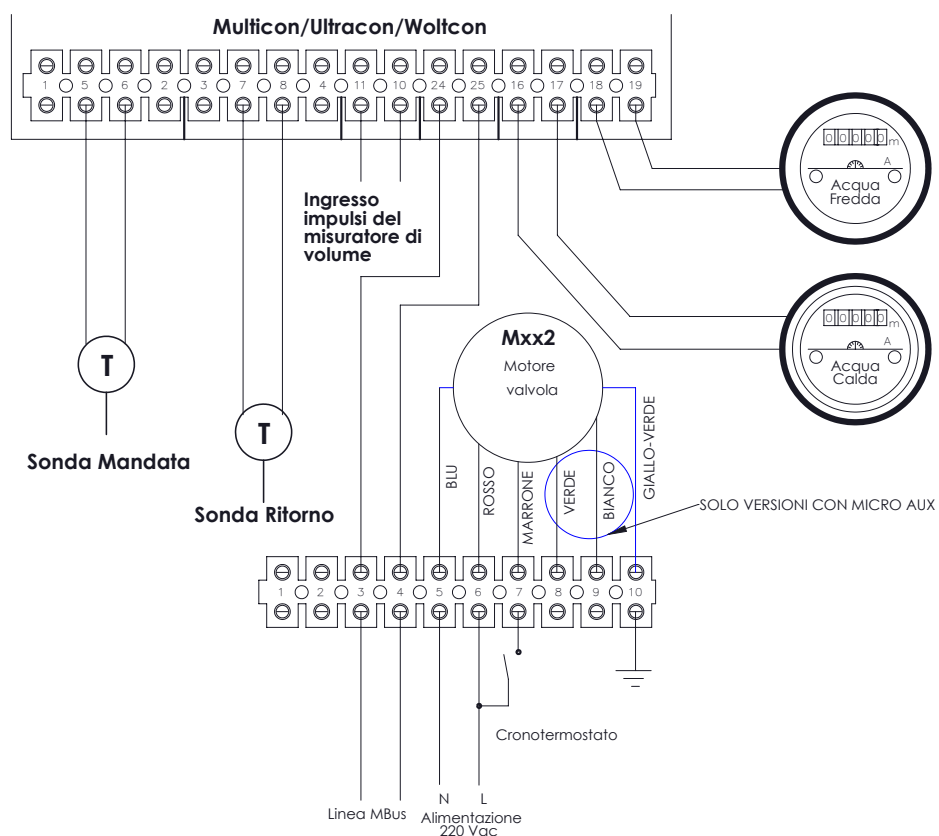 Multicon/Ultracon/Woltcon
1 5 6 2 3 7 8 4 11 10 24 25 16 17 18 19
00000 m
A
Acqua
Fredda
Ingresso
impulsi del
misuratore di
volume
00000 m
A
Acqua
Calda
Mxx2
Motore
valvola
T
Sonda Mandata
T
Sonda Ritorno
BLU
ROSSO
MARRONE
VERDE
BIANCO
GIALLO-VERDE
SOLO VERSIONI CON MICRO AUX
1 2 3 4 5 6 7 8 9 10
Cronotermostato
Linea MBus
N L
Alimentazione
220 Vac